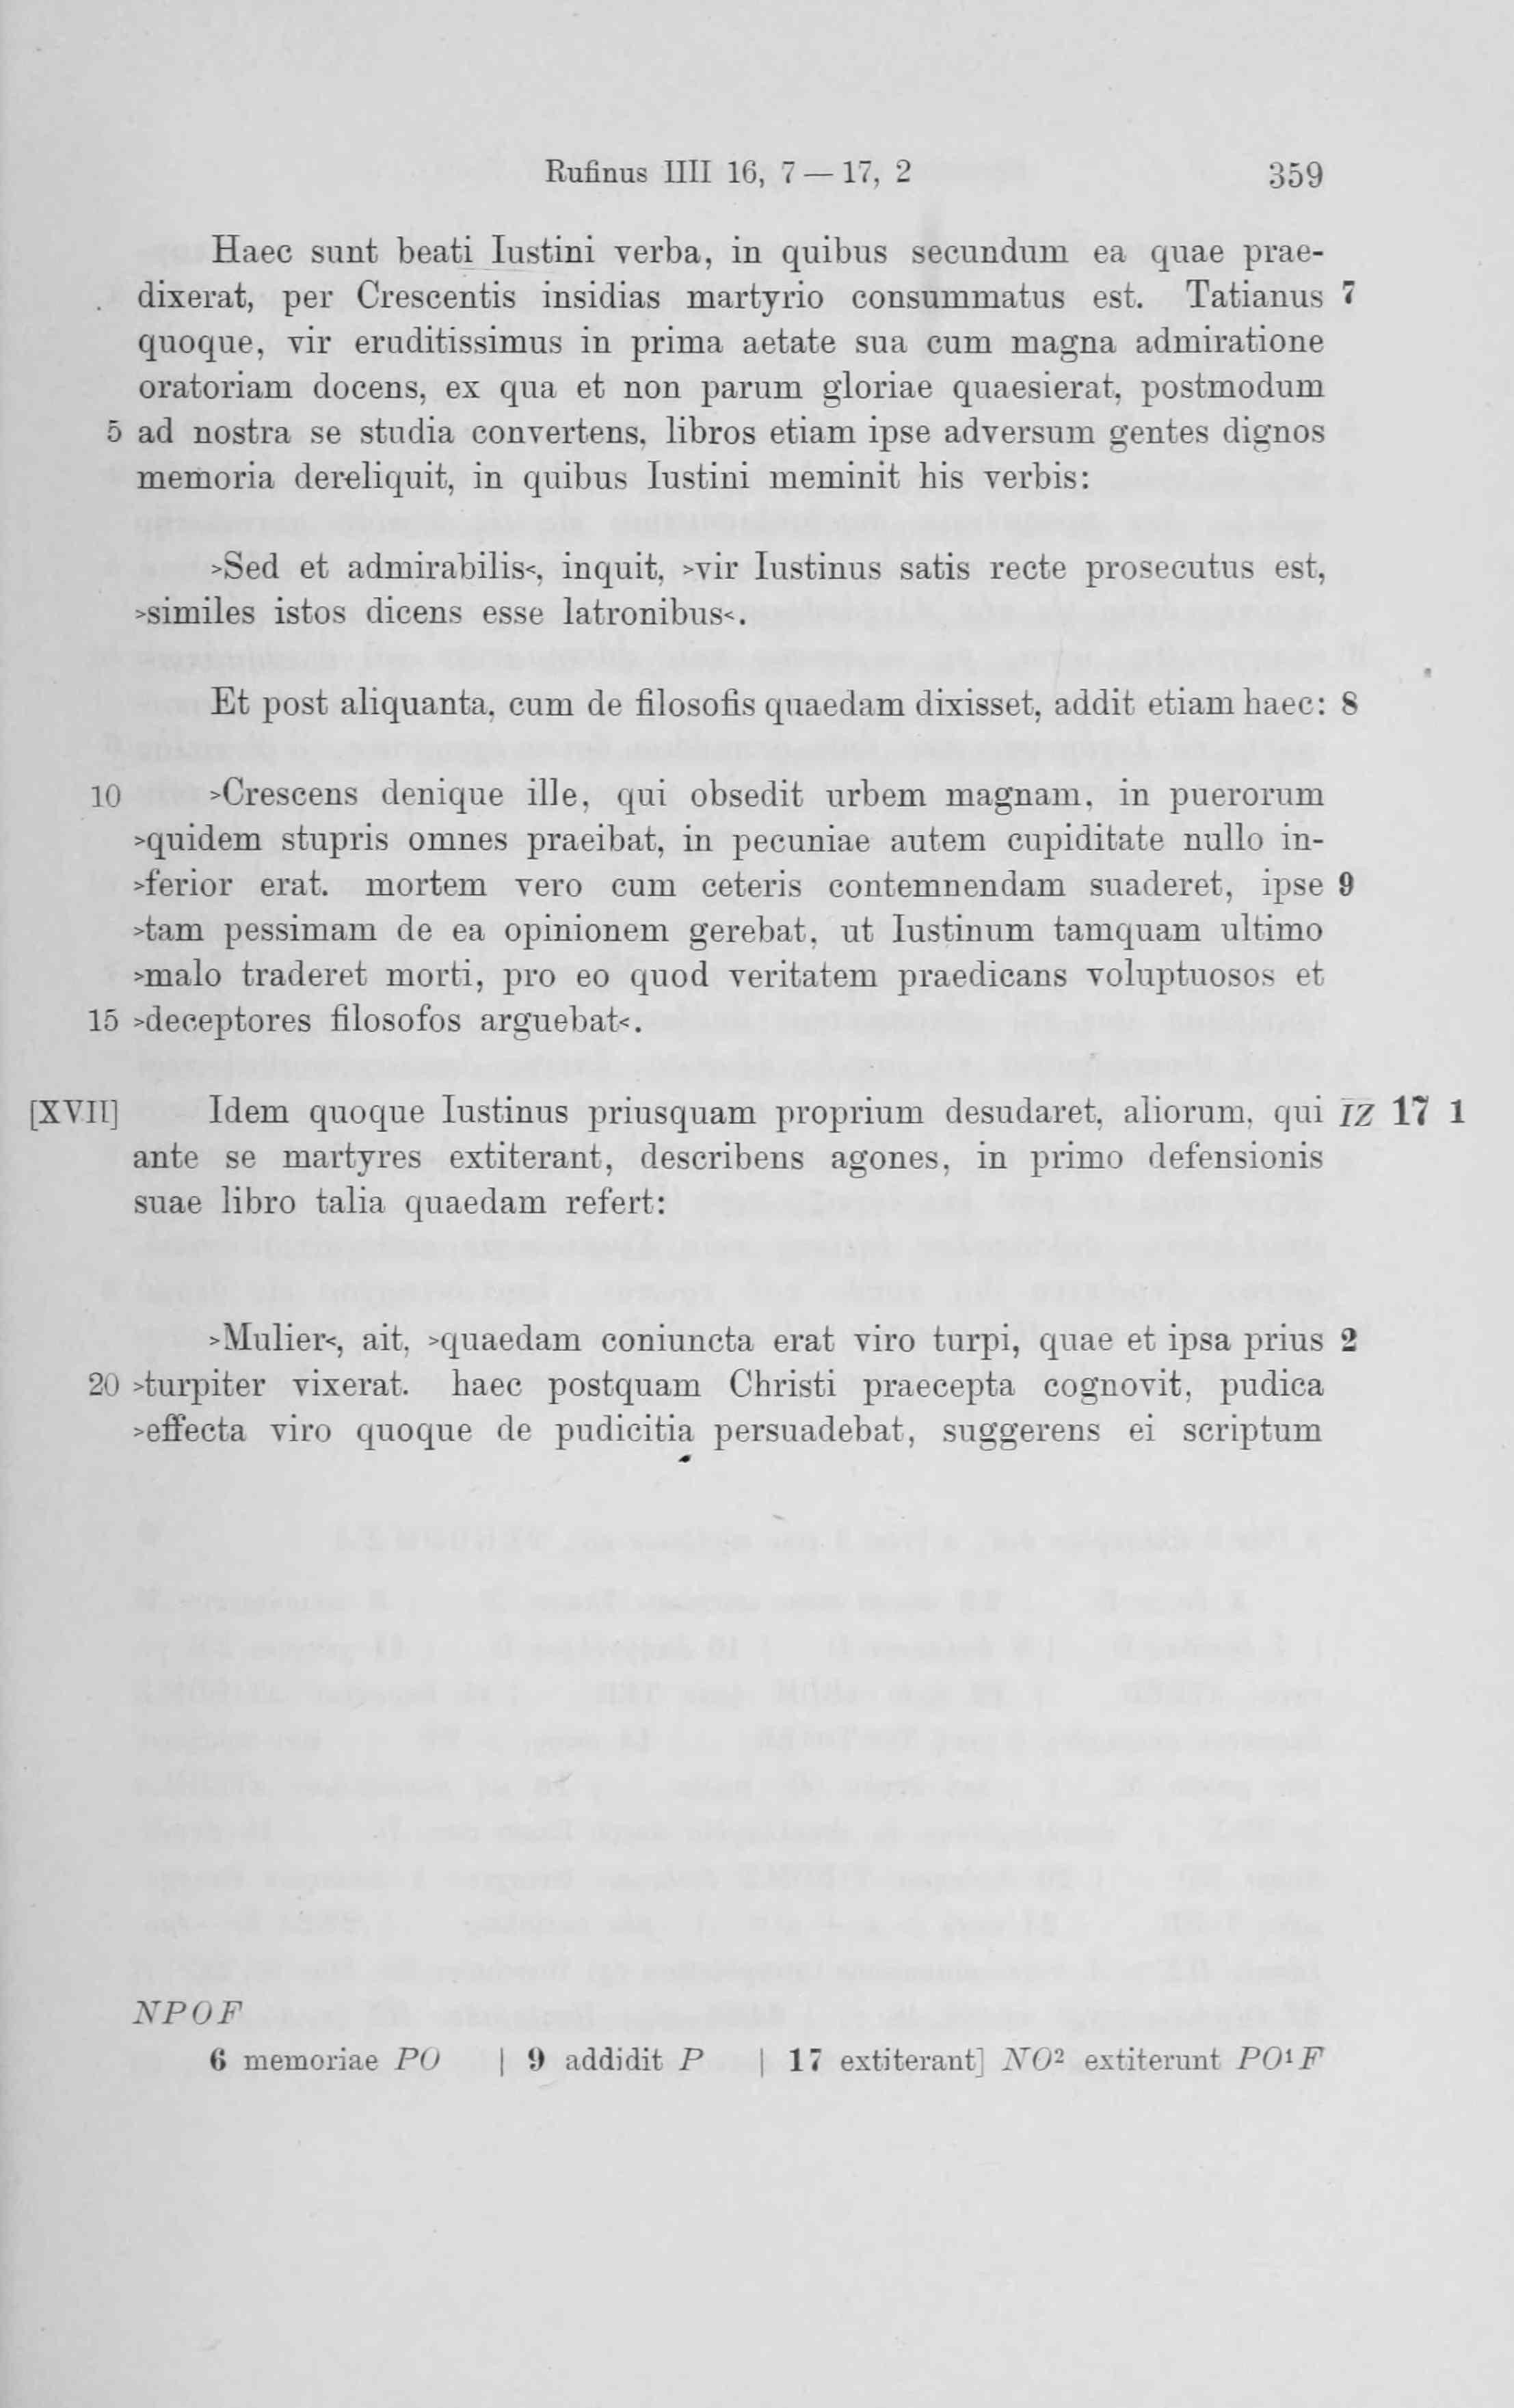 Rufinus IIII 16, 7 — 17, 2 359
Haec sunt beati Iustini verba, in quibus secundum ea quae prae-
dixerat, per Crescentis insidias martyrio consummatus est. Tatianus 7
quoque, vir eruditissimus in prima aetate sua cum magna admiratione
oratoriam docens, ex qua et non parum gloriae quaesierat, postmodum
5 ad nostra se studia convertens, libros etiam ipse adversum gentes dignos
memoria dereliquit, in quibus Iustini meminit his verbis:
>Sed et admirabilis<, inquit, >vir Iustinus satis recte prosecutus est,
>similes istos dicens esse latronibus<.
Et post aliquanta, cum de filosofis quaedam dixisset, addit etiam haec: 8
10 >Crescens denique ille, qui obsedit urbem magnam, in puerorum
>quidem stupris omnes praeibat, in pecuniae autem cupiditate nullo in-
>ferior erat. mortem vero cum ceteris contemnendam suaderet, ipse 9
>tam pessimam de ea opinionem gerebat, ut Iustinum tamquam ultimo
>malo traderet morti, pro eo quod veritatem praedicans voluptuosos et
15 >deceptores filosofos arguebat<.
[XVII] Idem quoque Iustinus priusquam proprium desudaret, aliorum, qui IZ 17 1
ante se martyres extiterant, describens agones, in primo defensionis
suae libro talia quaedam refert:
>Mulier<, ait, >quaedam coniuncta erat viro turpi, quae et ipsa prius 2
20 >turpiter vixerat. haec postquam Christi praecepta cognovit, pudica
>effecta viro quoque de pudicitia persuadebat, suggerens ei scriptum
NPOF
6 memoriae PO | 9 addidit P | 17 extiterant] NO² extiterunt PO¹F